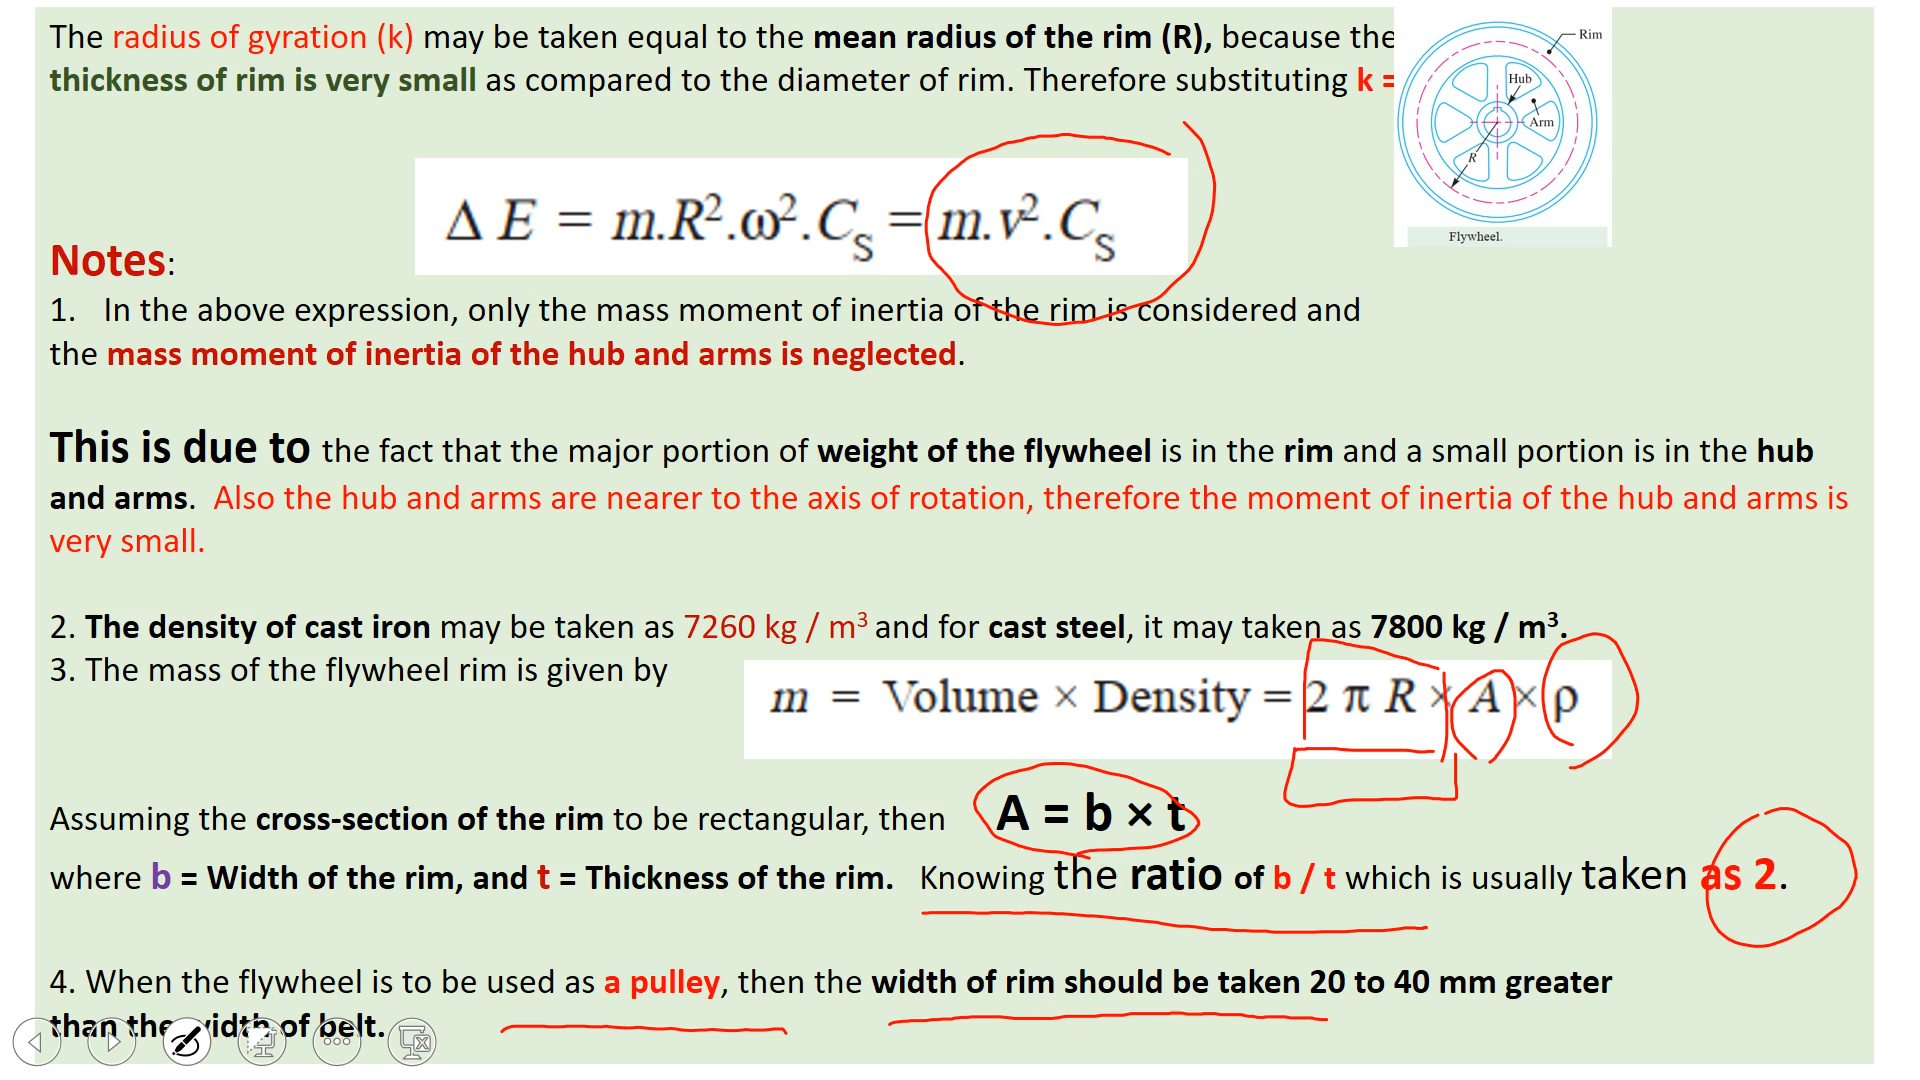 The radius of gyration (k) may be taken equal to the mean radius of the rim (R), because the
thickness of rim is very small as compared to the diameter of rim. Therefore substituting k =
Rim
Hub
Arm
R
Flywheel.
Δ E = m.R².ω².C_S = m.v².C_S
Notes:
1. In the above expression, only the mass moment of inertia of the rim is considered and
the mass moment of inertia of the hub and arms is neglected.
This is due to the fact that the major portion of weight of the flywheel is in the rim and a small portion is in the hub
and arms. Also the hub and arms are nearer to the axis of rotation, therefore the moment of inertia of the hub and arms is
very small.
2. The density of cast iron may be taken as 7260 kg / m³ and for cast steel, it may taken as 7800 kg / m³.
3. The mass of the flywheel rim is given by
m = Volume × Density = 2 π R × A × ρ
Assuming the cross-section of the rim to be rectangular, then A = b × t
where b = Width of the rim, and t = Thickness of the rim. Knowing the ratio of b / t which is usually taken as 2.
4. When the flywheel is to be used as a pulley, then the width of rim should be taken 20 to 40 mm greater
than the width of belt.